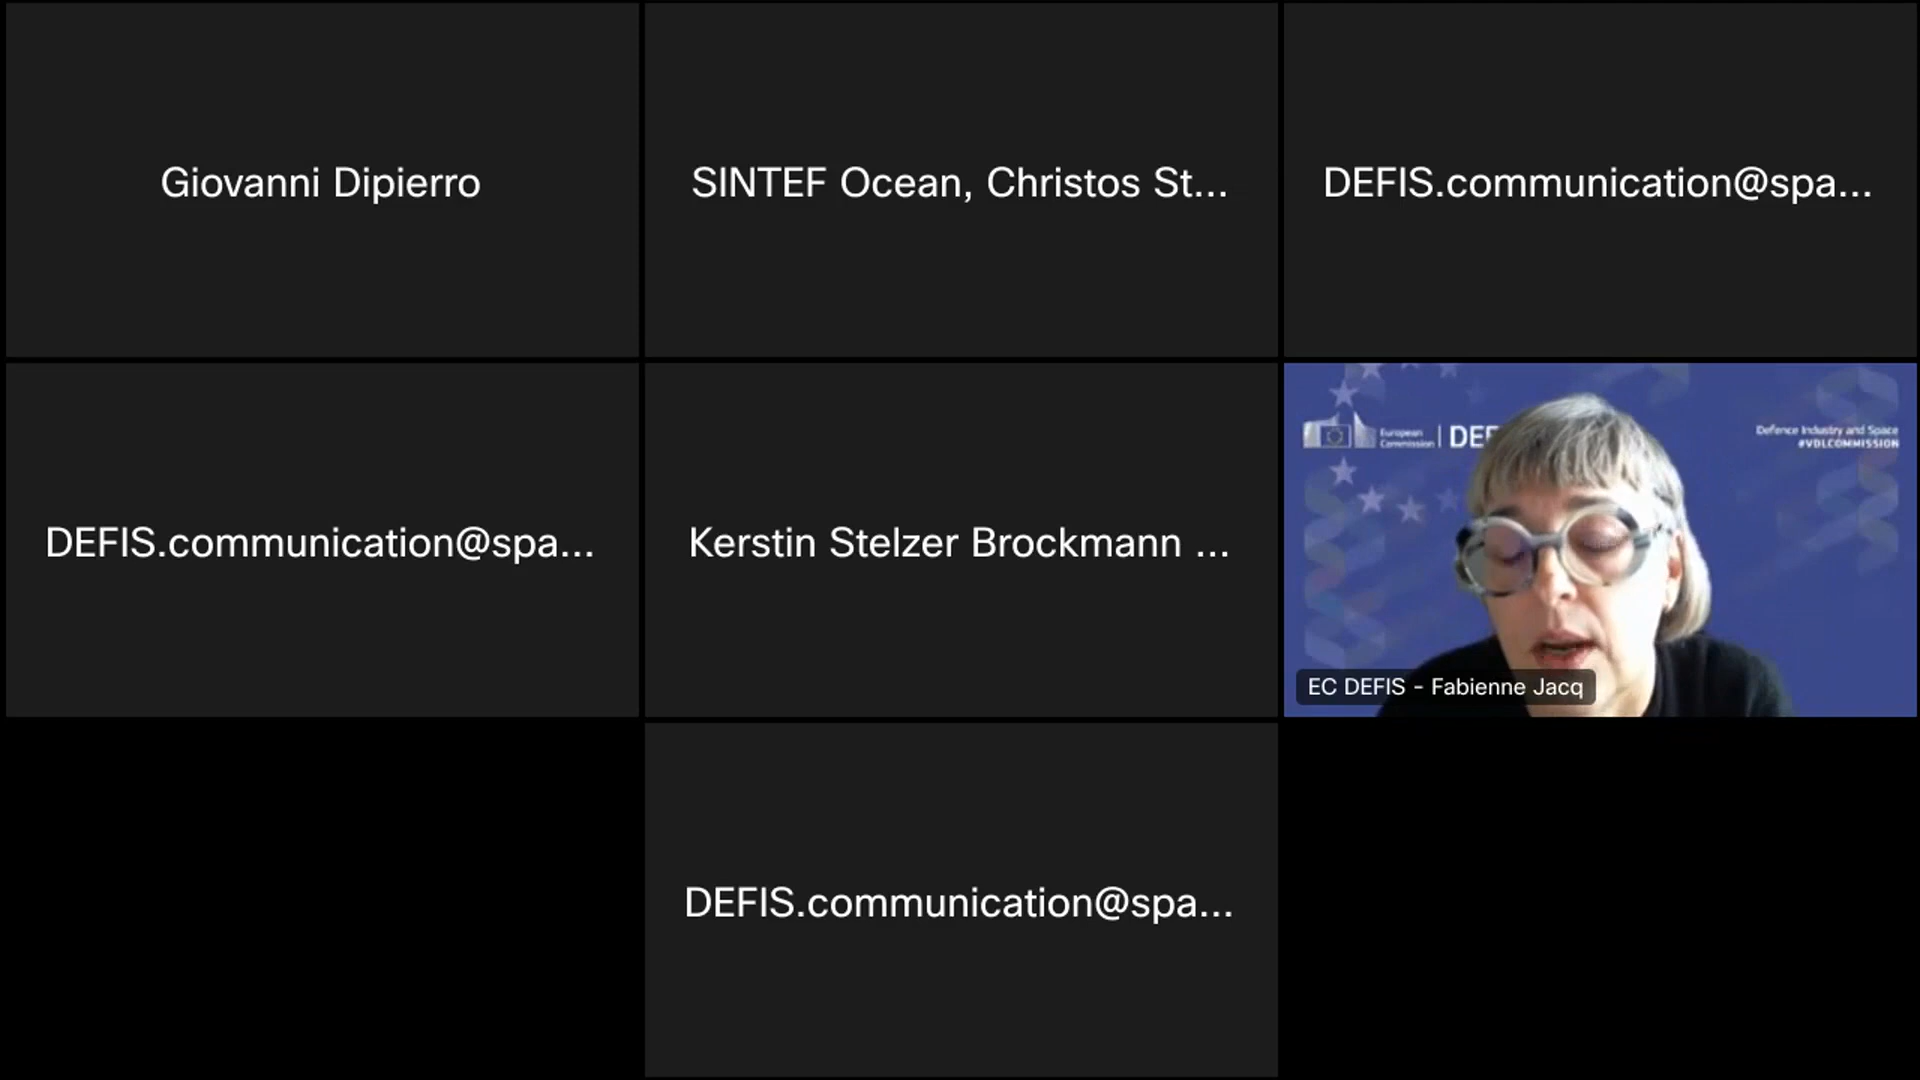 Giovanni Dipierro
SINTEF Ocean, Christos St...
DEFIS.communication@spa...
DEFIS.communication@spa...
Kerstin Stelzer Brockmann ...
European
Commission
DEF
Defence Industry and Space
#VDLCOMMISSION
EC DEFIS - Fabienne Jacq
DEFIS.communication@spa...